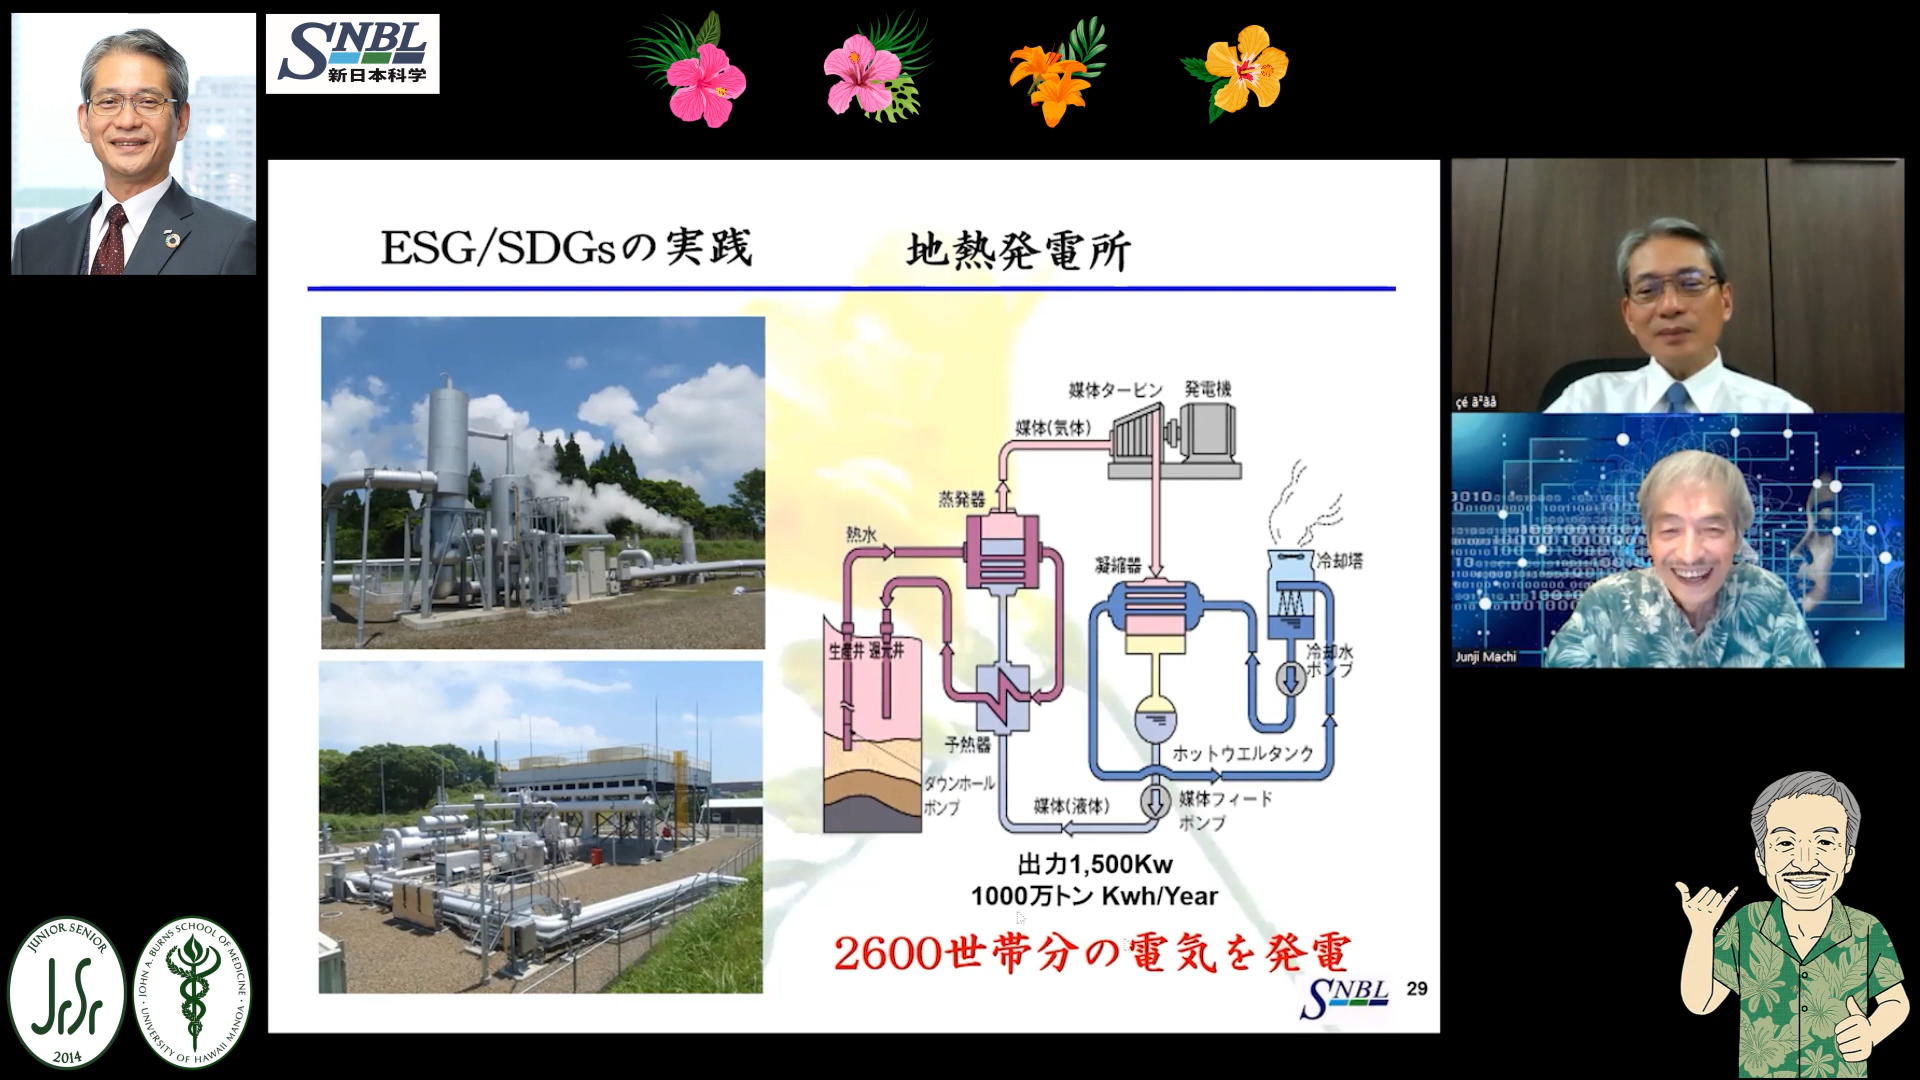 SNBL
新日本科学
ESG/SDGsの実践 地熱発電所
媒体タービン 発電機
媒体(気体)
蒸発器
熱水
凝縮器
冷却塔
生産井 還元井
冷却水
ポンプ
予熱器
ホットウエルタンク
ダウンホール
ポンプ
媒体(液体)
媒体フィード
ポンプ
出力1,500Kw
1000万トン Kwh/Year
2600世帯分の電気を発電
SNBL 29
çé ã²ãã
Junji Machi
JUNIOR SENIOR
JrSr
2014
JOHN A. BURNS SCHOOL OF MEDICINE
UNIVERSITY OF HAWAII MANOA